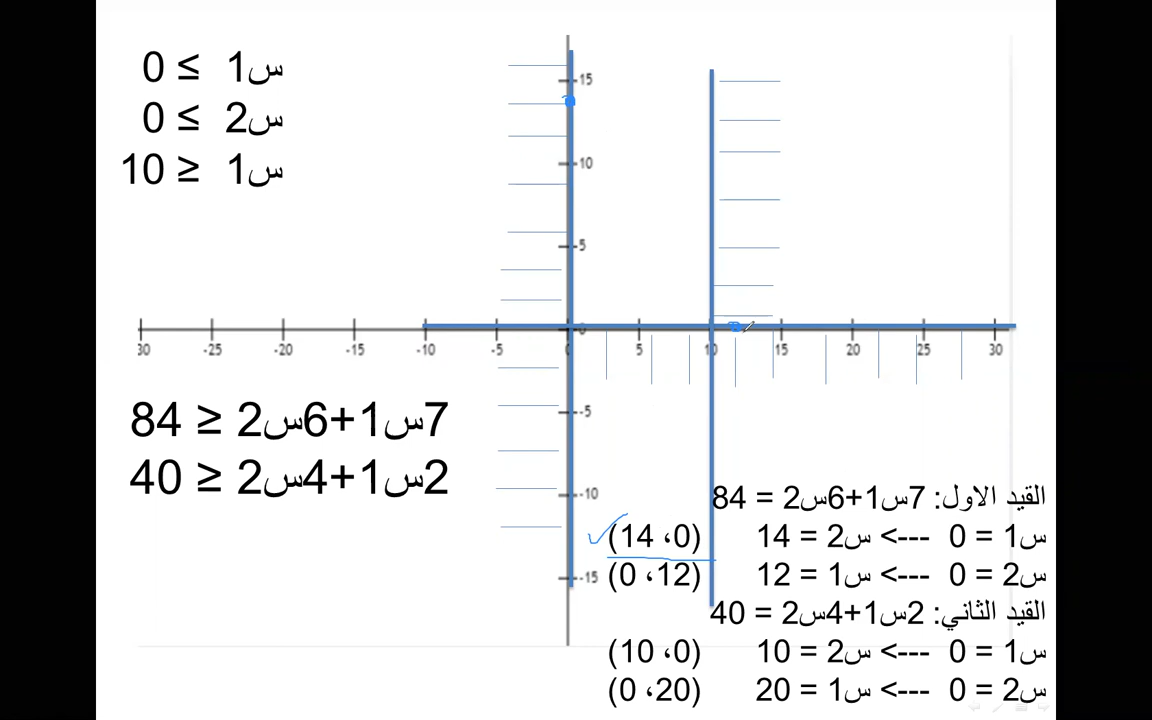 س1 ≥ 0
س2 ≥ 0
س1 ≤ 10
15
10
5
0
-5
-10
-15
30 -25 -20 -15 -10 -5 0 5 10 15 20 25 30
7س1+6س2 ≤ 84
2س1+4س2 ≤ 40
القيد الاول: 7س1+6س2 = 84
س1 = 0 ---> س2 = 14 (0، 14)
س2 = 0 ---> س1 = 12 (12، 0)
القيد الثاني: 2س1+4س2 = 40
س1 = 0 ---> س2 = 10 (0، 10)
س2 = 0 ---> س1 = 20 (20، 0)